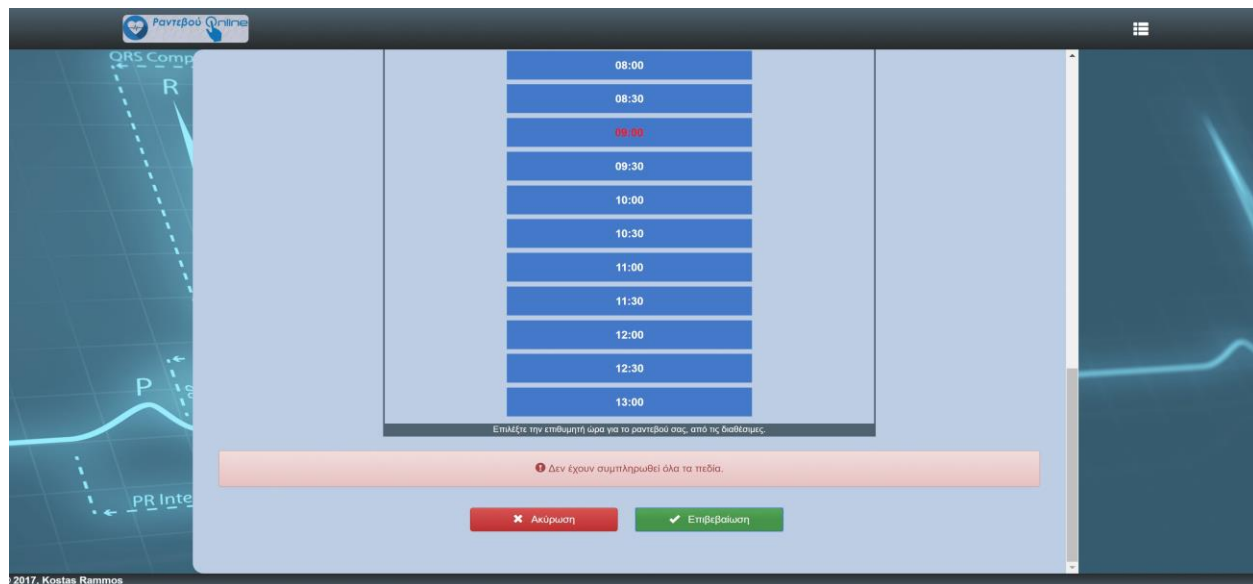 Ραντεβού Online
QRS Comp
R
08:00
08:30
09:00
09:30
10:00
10:30
11:00
11:30
12:00
12:30
P
13:00
Επιλέξτε την επιθυμητή ώρα για το ραντεβού σας, από τις διαθέσιμες.
Δεν έχουν συμπληρωθεί όλα τα πεδία.
PR Inte
Ακύρωση
Επιβεβαίωση
© 2017. Kostas Rammos